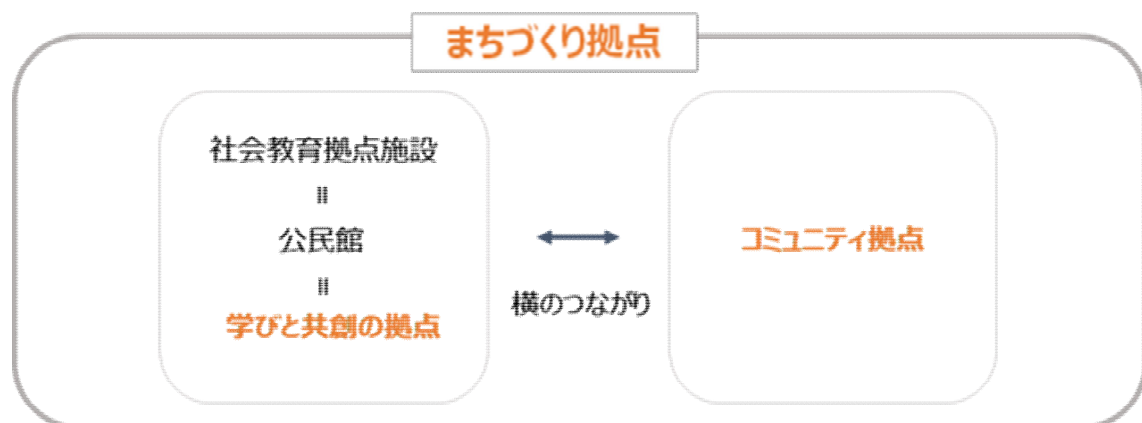 まちづくり拠点
社会教育拠点施設
＝
公民館
＝
学びと共創の拠点
横のつながり
コミュニティ拠点